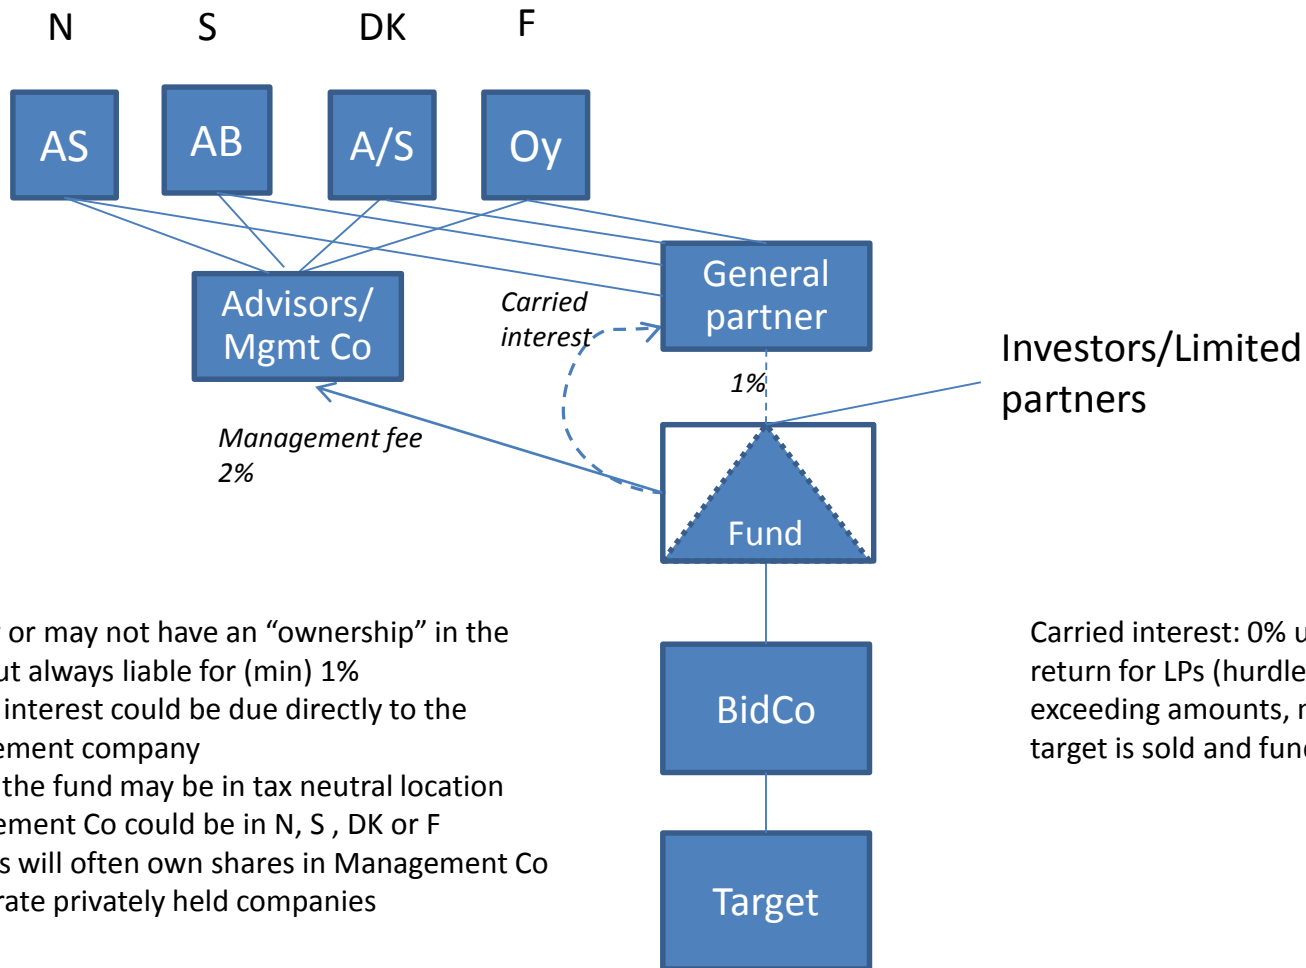 N S DK F
AS AB A/S Oy
General
partner
Advisors/
Mgmt Co
Carried
interest
1%
Investors/Limited
partners
Management fee
2%
Fund
or may not have an “ownership” in the
ut always liable for (min) 1%
interest could be due directly to the
ement company
the fund may be in tax neutral location
ement Co could be in N, S , DK or F
s will often own shares in Management Co
rate privately held companies
Carried interest: 0% u
return for LPs (hurdle
exceeding amounts, n
target is sold and fund
BidCo
Target